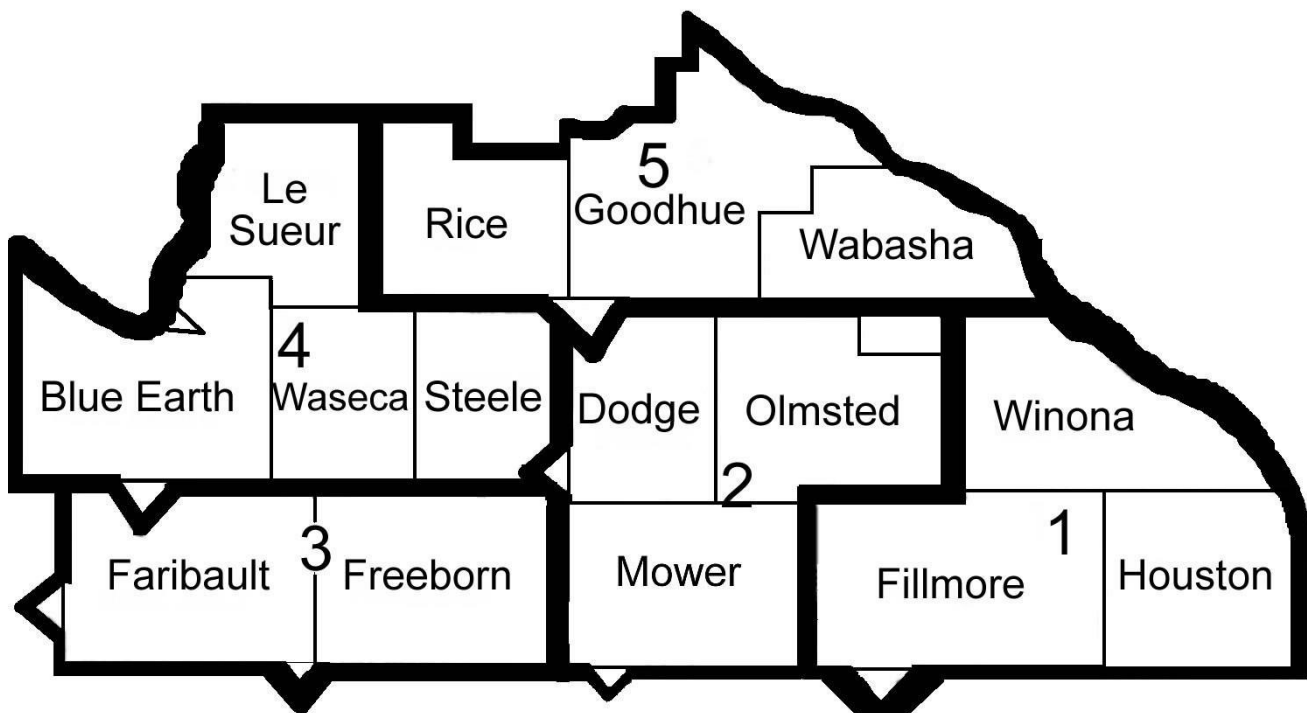 5
Le
Sueur
Rice
Goodhue
Wabasha
4
Blue Earth
Waseca
Steele
Dodge
Olmsted
Winona
2
3
1
Faribault
Freeborn
Mower
Fillmore
Houston